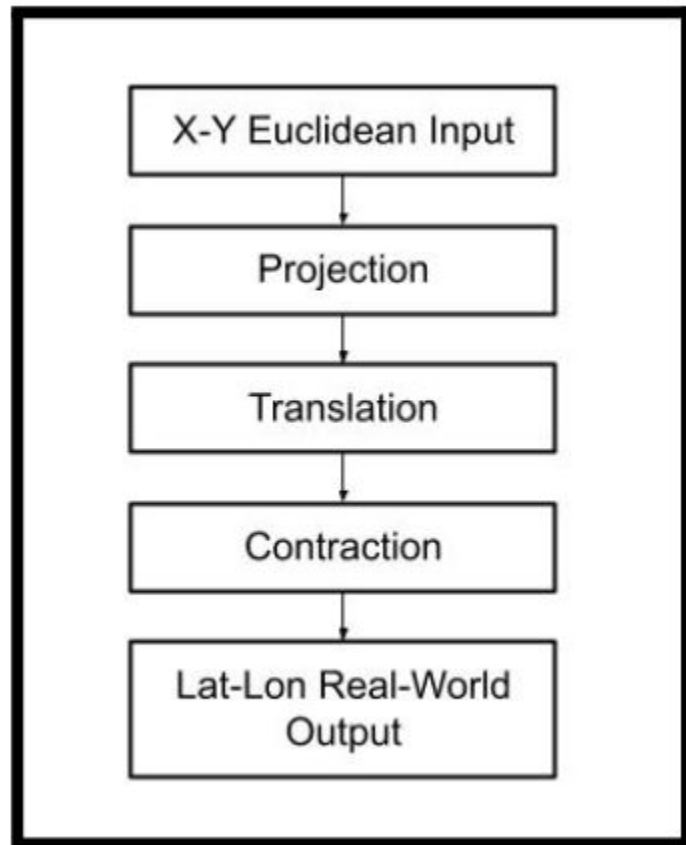 X-Y Euclidean Input
Projection
Translation
Contraction
Lat-Lon Real-World
Output